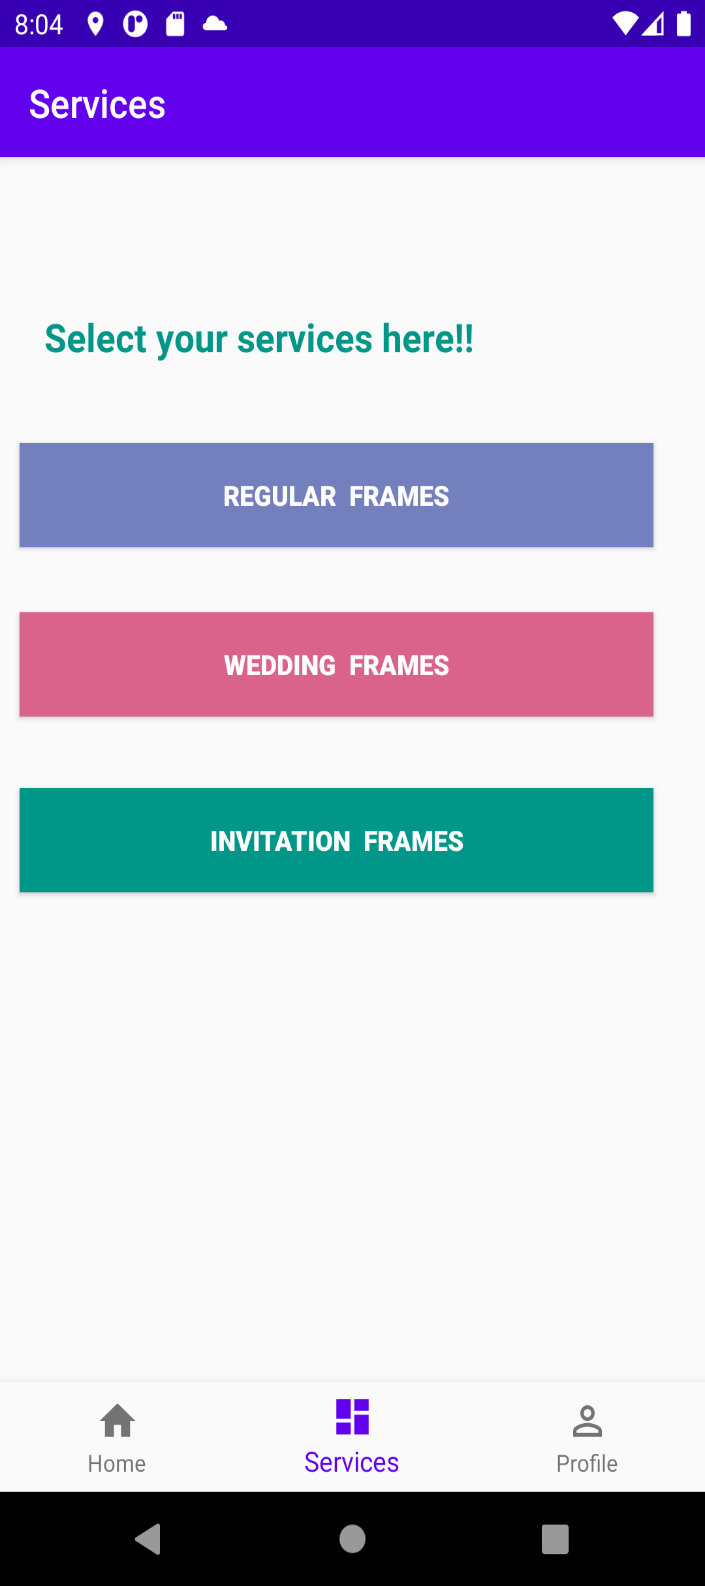 8:04
Services
Select your services here!!
REGULAR FRAMES
WEDDING FRAMES
INVITATION FRAMES
Home
Services
Profile